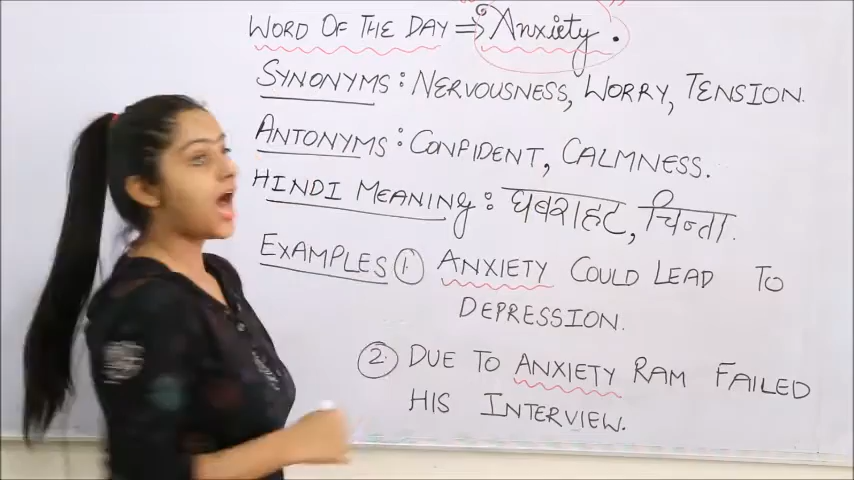 WORD OF THE DAY ⇒ Anxiety.
SYNONYMS: NERVOUSNESS, WORRY, TENSION.
ANTONYMS: CONFIDENT, CALMNESS.
HINDI MEANING: घबराहट, चिन्ता.
EXAMPLES ① ANXIETY COULD LEAD TO
DEPRESSION.
② DUE TO ANXIETY RAM FAILED
HIS INTERVIEW.